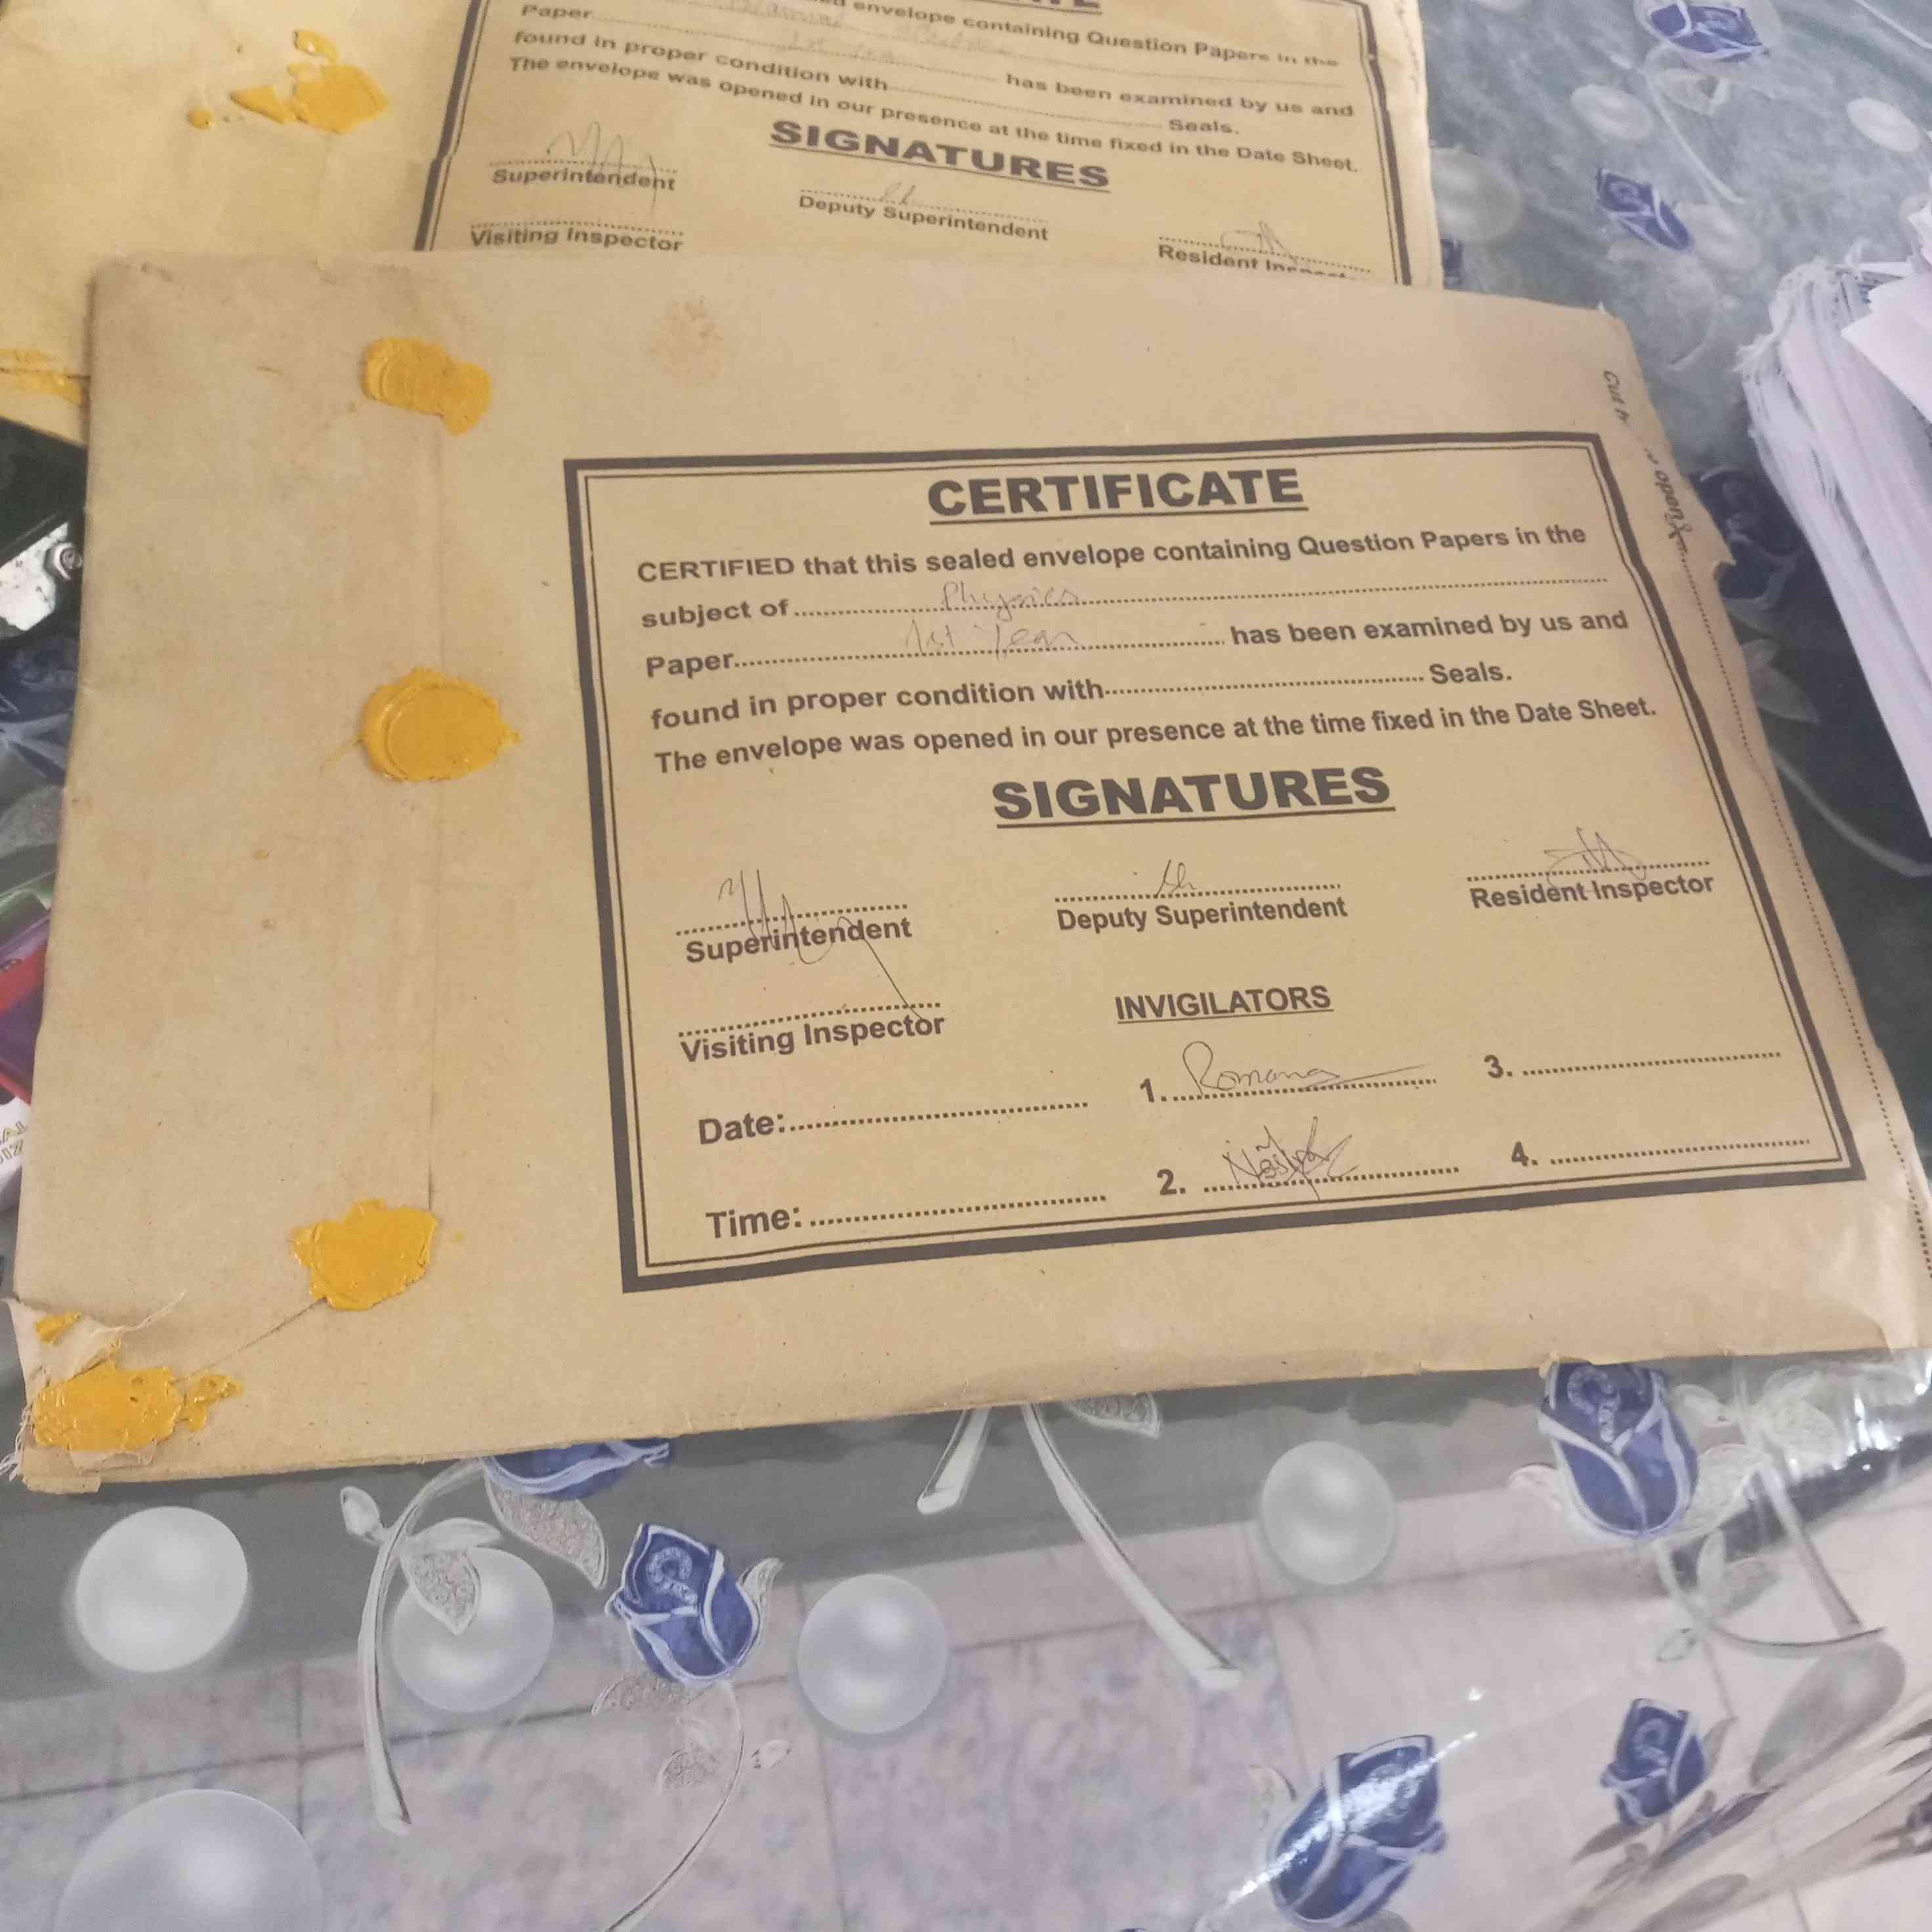 envelope containing Question Papers in the
Paper.......... has been examined by us and
found in proper condition with.......... Seals.
The envelope was opened in our presence at the time fixed in the Date Sheet.
SIGNATURES
Superintendent
Deputy Superintendent
Resident
Visiting Inspector
Cut
open
CERTIFICATE
CERTIFIED that this sealed envelope containing Question Papers in the
subject of.......... Physics ..........
Paper.......... 1st Year .......... has been examined by us and
found in proper condition with.......... Seals.
The envelope was opened in our presence at the time fixed in the Date Sheet.
SIGNATURES
Superintendent
Deputy Superintendent
Resident Inspector
Visiting Inspector
INVIGILATORS
Date:..........
1. Romana
3. ..........
Time: ..........
2. ..........
4. ..........